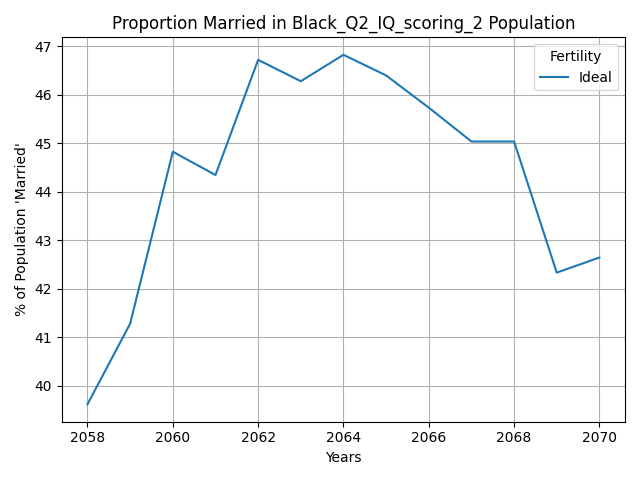 Proportion Married in Black_Q2_IQ_scoring_2 Population
% of Population 'Married'
47
46
45
44
43
42
41
40
Fertility
Ideal
2058 2060 2062 2064 2066 2068 2070
Years